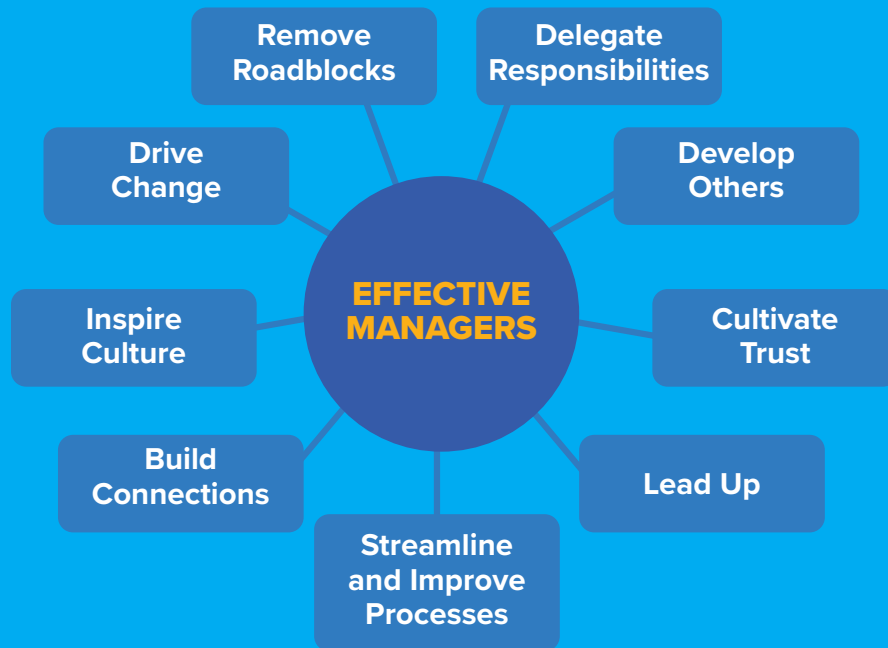 Remove
Roadblocks
Delegate
Responsibilities
Drive
Change
Develop
Others
EFFECTIVE
MANAGERS
Inspire
Culture
Cultivate
Trust
Build
Connections
Lead Up
Streamline
and Improve
Processes